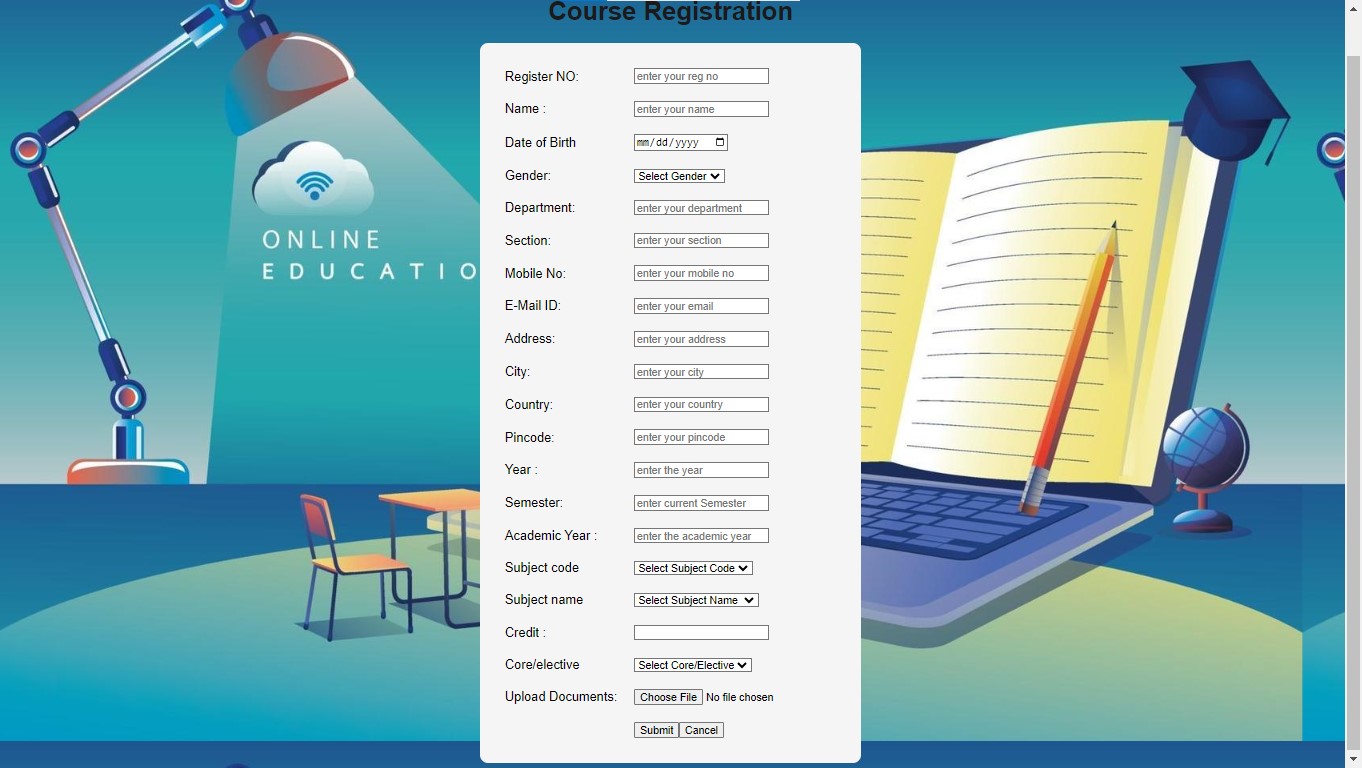 Course Registration
ONLINE
EDUCATIO
Register NO: enter your reg no
Name : enter your name
Date of Birth mm/dd/yyyy
Gender: Select Gender
Department: enter your department
Section: enter your section
Mobile No: enter your mobile no
E-Mail ID: enter your email
Address: enter your address
City: enter your city
Country: enter your country
Pincode: enter your pincode
Year : enter the year
Semester: enter current Semester
Academic Year : enter the academic year
Subject code Select Subject Code
Subject name Select Subject Name
Credit :
Core/elective Select Core/Elective
Upload Documents: Choose File No file chosen
Submit Cancel